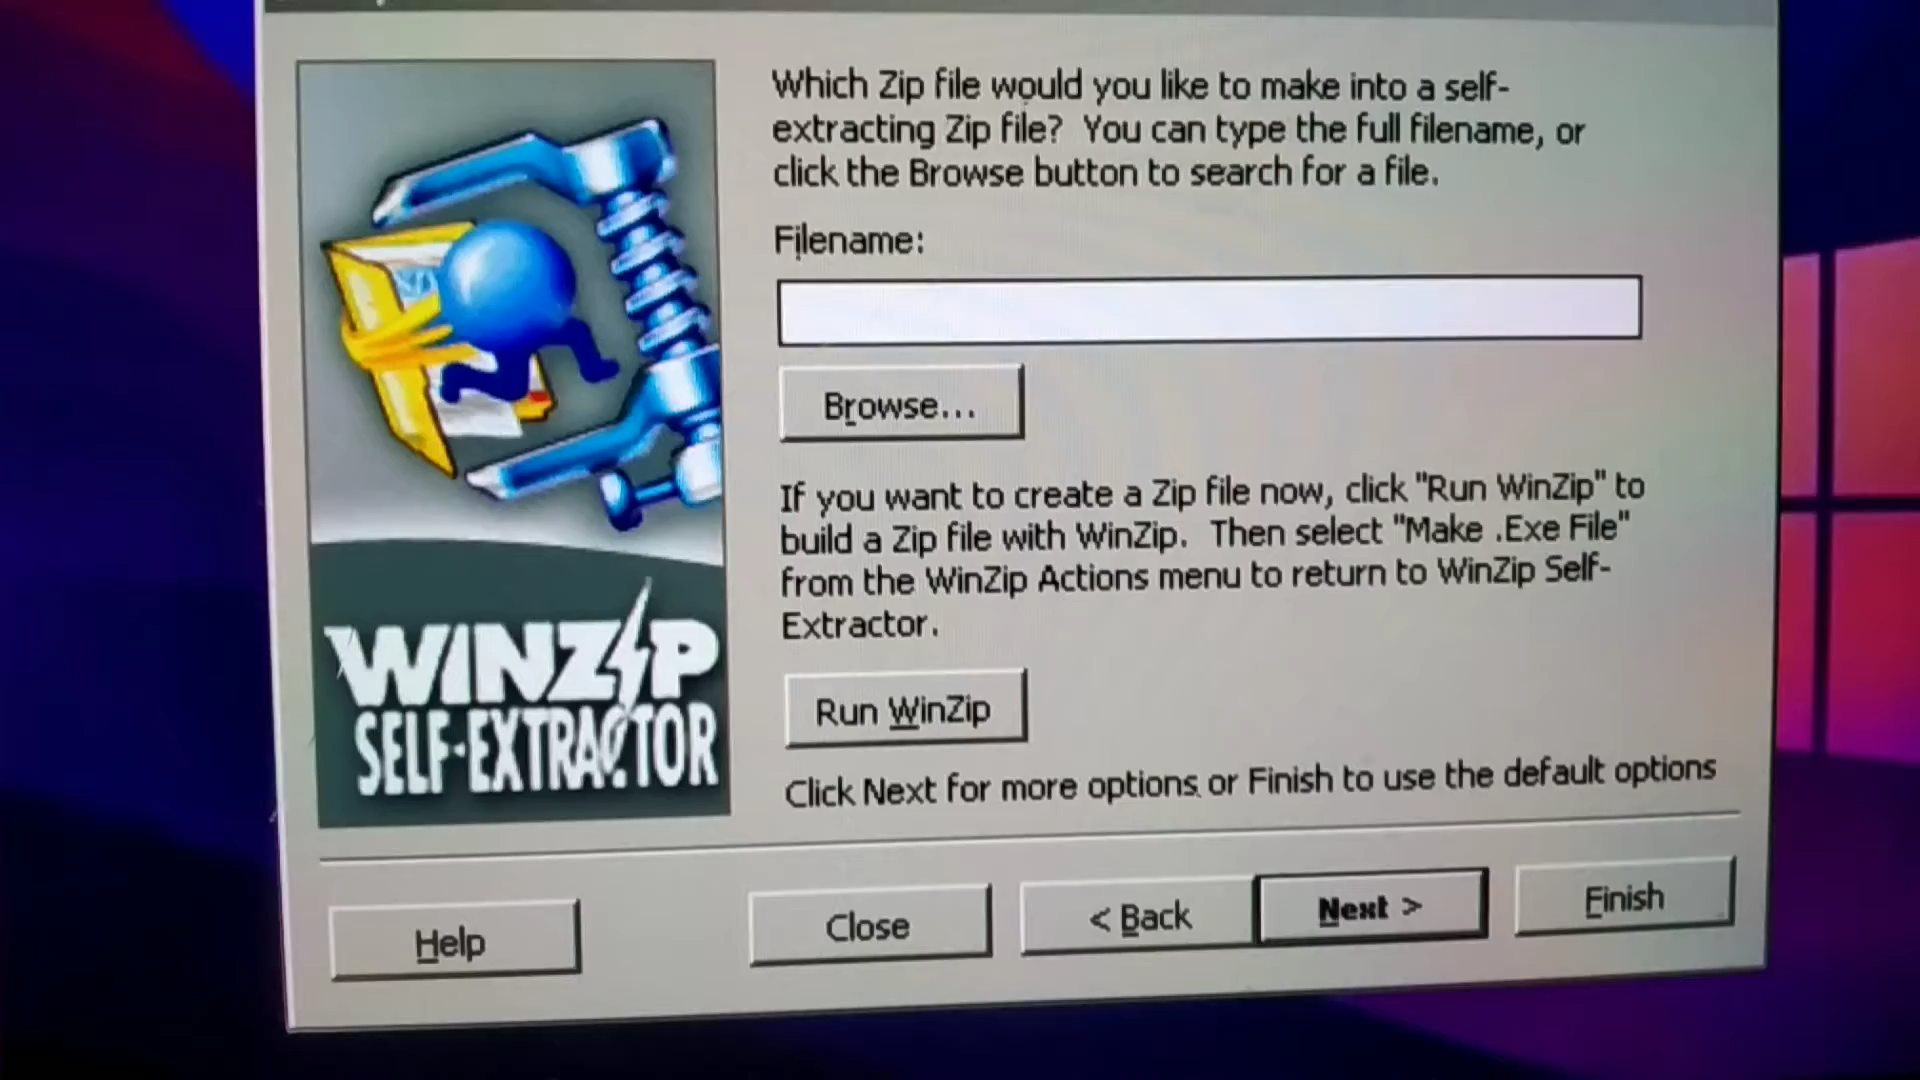 Which Zip file would you like to make into a self-
extracting Zip file? You can type the full filename, or
click the Browse button to search for a file.
Filename:
Browse...
If you want to create a Zip file now, click "Run WinZip" to
build a Zip file with WinZip. Then select "Make .Exe File"
from the WinZip Actions menu to return to WinZip Self-
Extractor.
Run WinZip
Click Next for more options or Finish to use the default options
WINZIP
SELF-EXTRACTOR
Help
Close
< Back
Next >
Finish